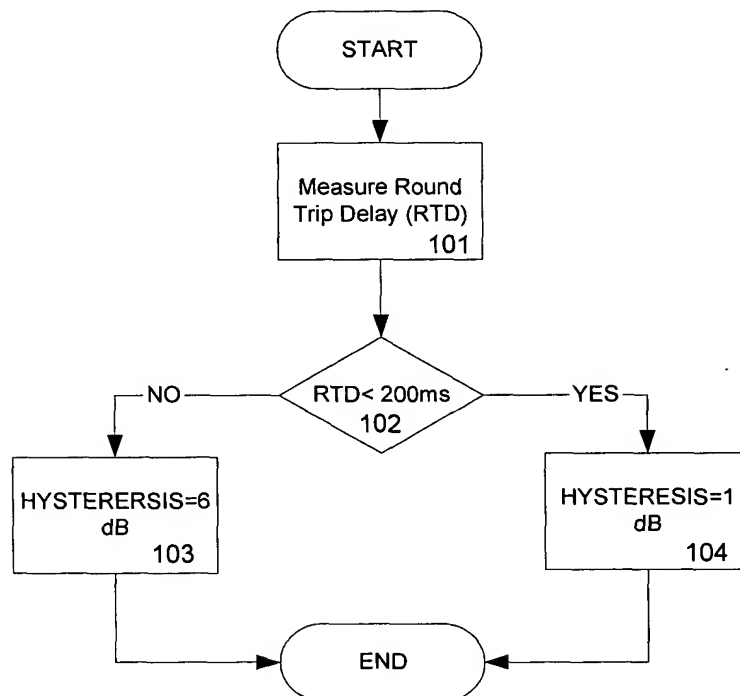 START
Measure Round
Trip Delay (RTD)
101
RTD< 200ms
102
NO
YES
HYSTERERSIS=6
dB
103
HYSTERESIS=1
dB
104
END